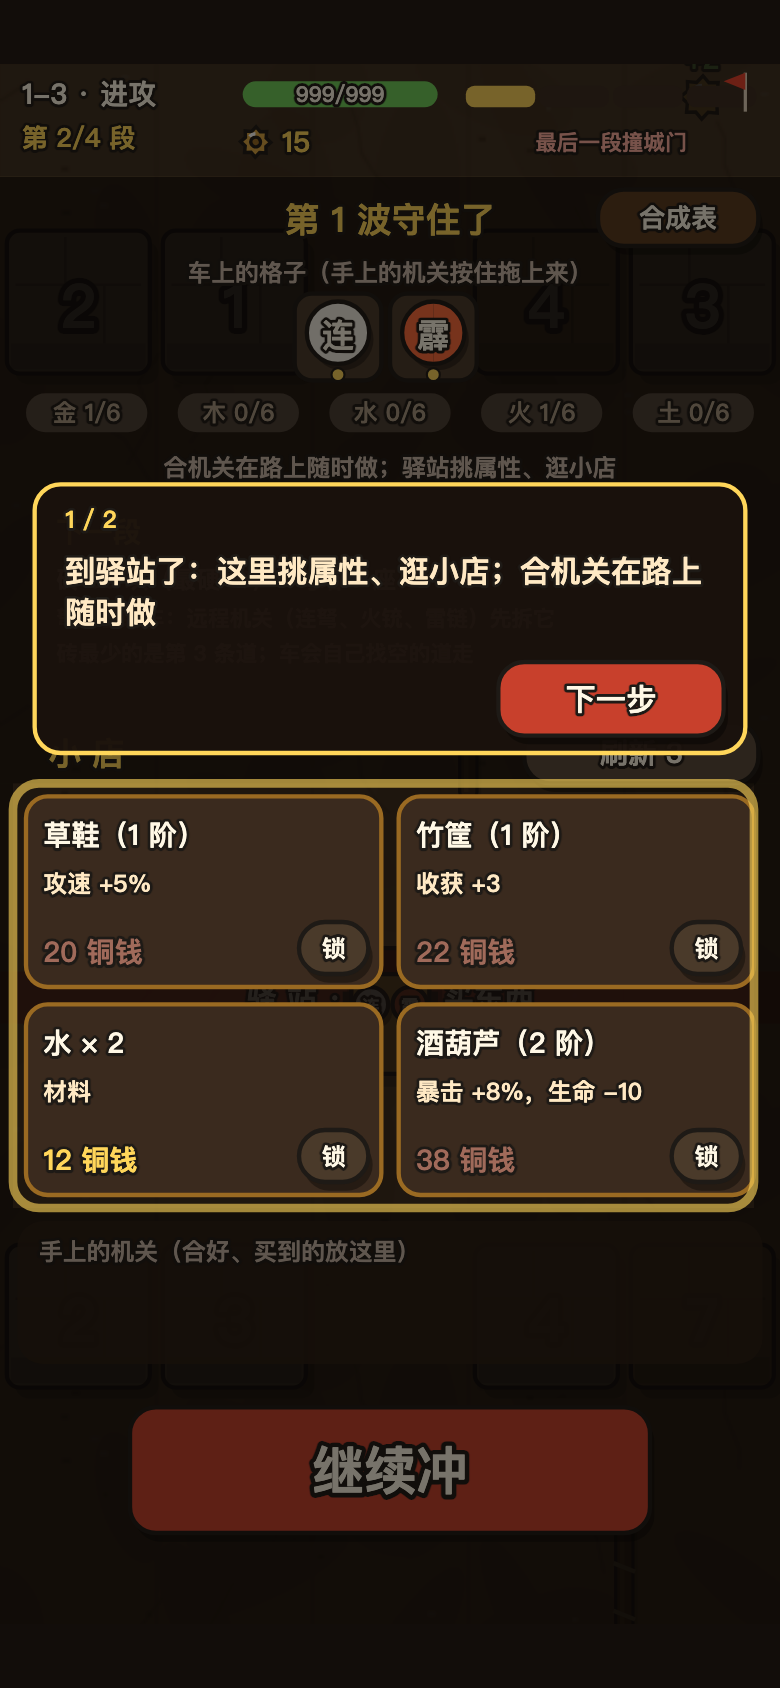 1-3 · 进攻
999/999
第 2/4 段
15
最后一段撞城门
第 1 波守住了
合成表
车上的格子（手上的机关按住拖上来）
2
1
连
霹
4
3
金 1/6
木 0/6
水 0/6
火 1/6
土 0/6
合机关在路上随时做；驿站挑属性、逛小店
1 / 2
到驿站了：这里挑属性、逛小店；合机关在路上
随时做
下一步
小店
刷新 5
草鞋（1 阶）
攻速 +5%
20 铜钱
锁
竹筐（1 阶）
收获 +3
22 铜钱
锁
水 × 2
材料
12 铜钱
锁
酒葫芦（2 阶）
暴击 +8%，生命 -10
38 铜钱
锁
手上的机关（合好、买到的放这里）
继续冲